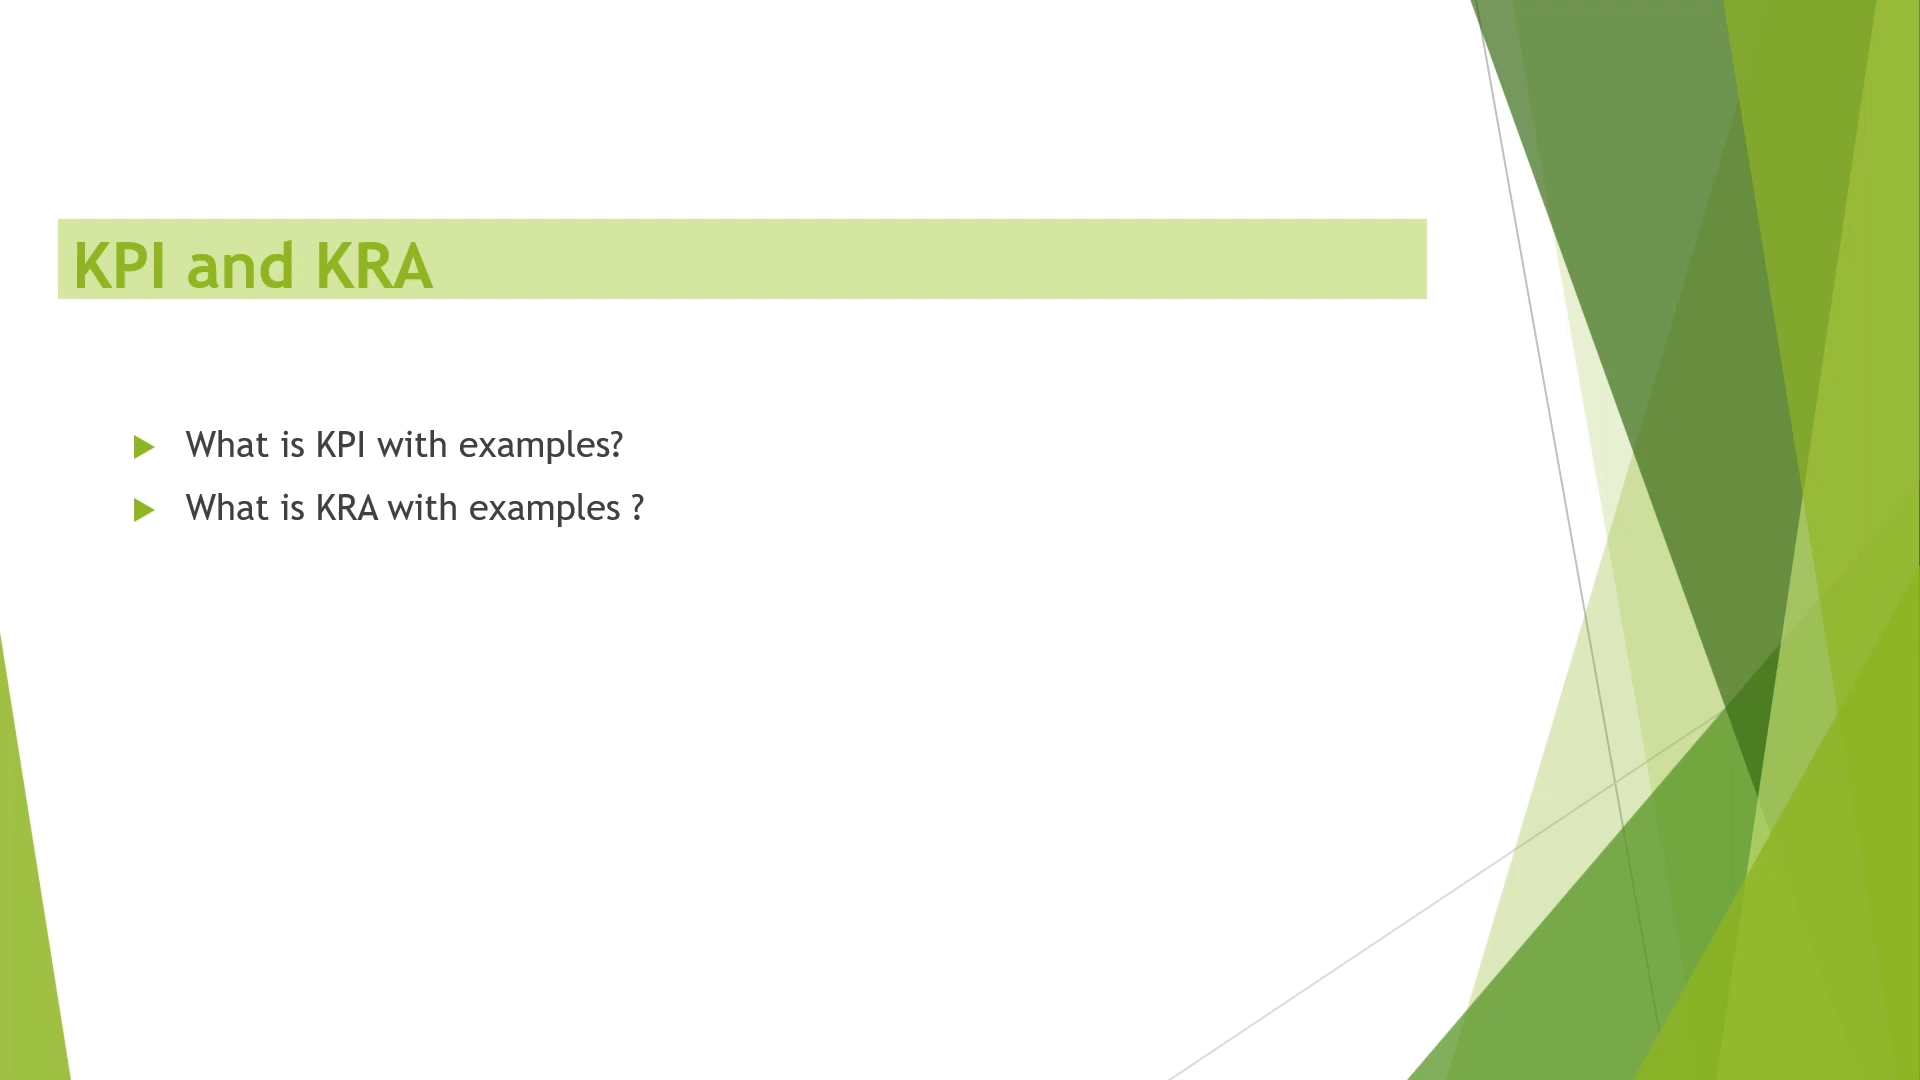 KPI and KRA
What is KPI with examples?
What is KRA with examples ?